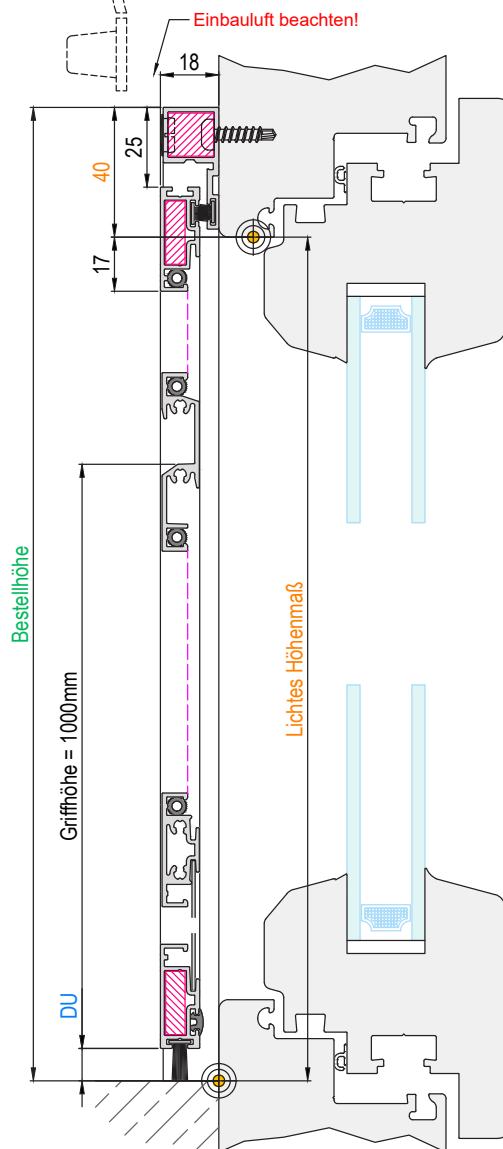 Einbauluft beachten!
18
25
40
17
Bestellhöhe
Griffhöhe = 1000mm
Lichtes Höhenmaß
DU